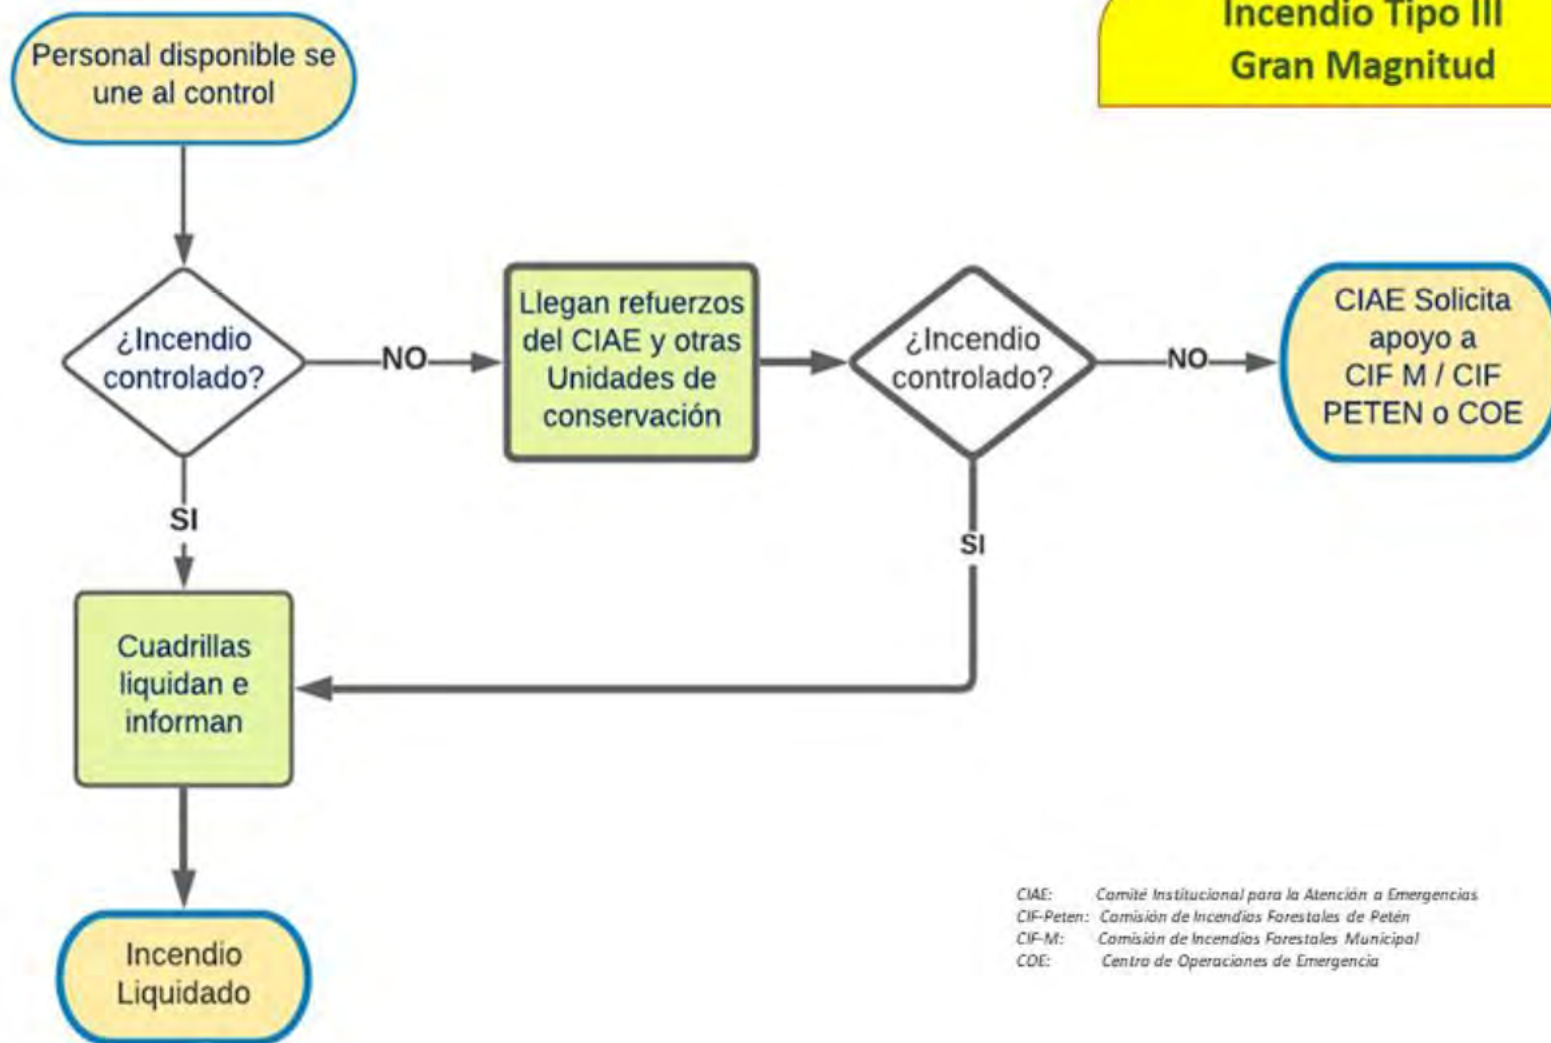 Incendio Tipo III
Gran Magnitud
Personal disponible se
une al control
¿Incendio
controlado?
NO
Llegan refuerzos
del CIAE y otras
Unidades de
conservación
¿Incendio
controlado?
NO
CIAE Solicita
apoyo a
CIF M / CIF
PETEN o COE
SI
SI
Cuadrillas
liquidan e
informan
Incendio
Liquidado
CIAE: Comité Institucional para la Atención a Emergencias
CIF-Peten: Comisión de Incendios Forestales de Petén
CIF-M: Comisión de Incendios Forestales Municipal
COE: Centro de Operaciones de Emergencia